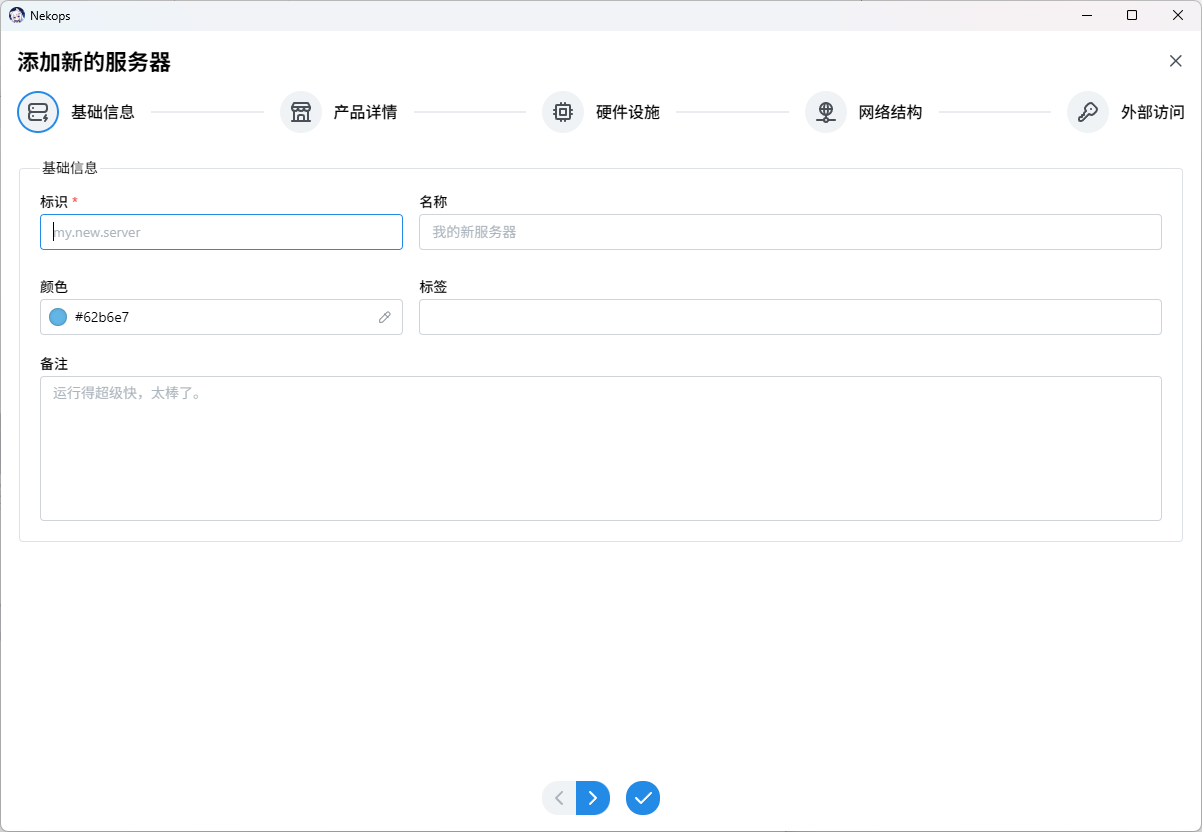 Nekops
添加新的服务器
基础信息
产品详情
硬件设施
网络结构
外部访问
基础信息
标识 *
名称
my.new.server
我的新服务器
颜色
标签
#62b6e7
备注
运行得超级快，太棒了。